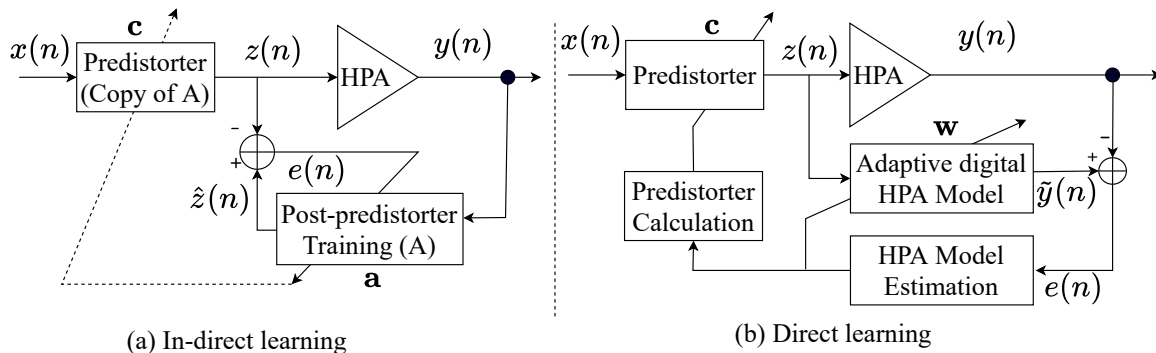 c
x(n)
Predistorter
(Copy of A)
z(n)
HPA
y(n)
-
+
e(n)
ẑ(n)
Post-predistorter
Training (A)
a
(a) In-direct learning
c
x(n)
Predistorter
z(n)
HPA
y(n)
w
Adaptive digital
HPA Model
-
+
ỹ(n)
Predistorter
Calculation
HPA Model
Estimation
e(n)
(b) Direct learning